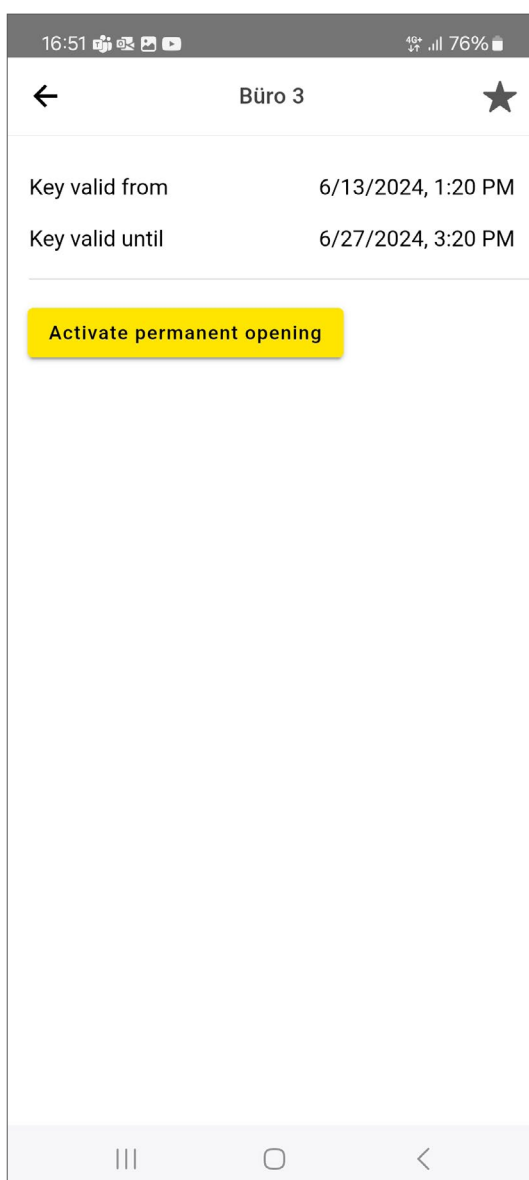 16:51 4G+ 76%
Büro 3
Key valid from 6/13/2024, 1:20 PM
Key valid until 6/27/2024, 3:20 PM
Activate permanent opening